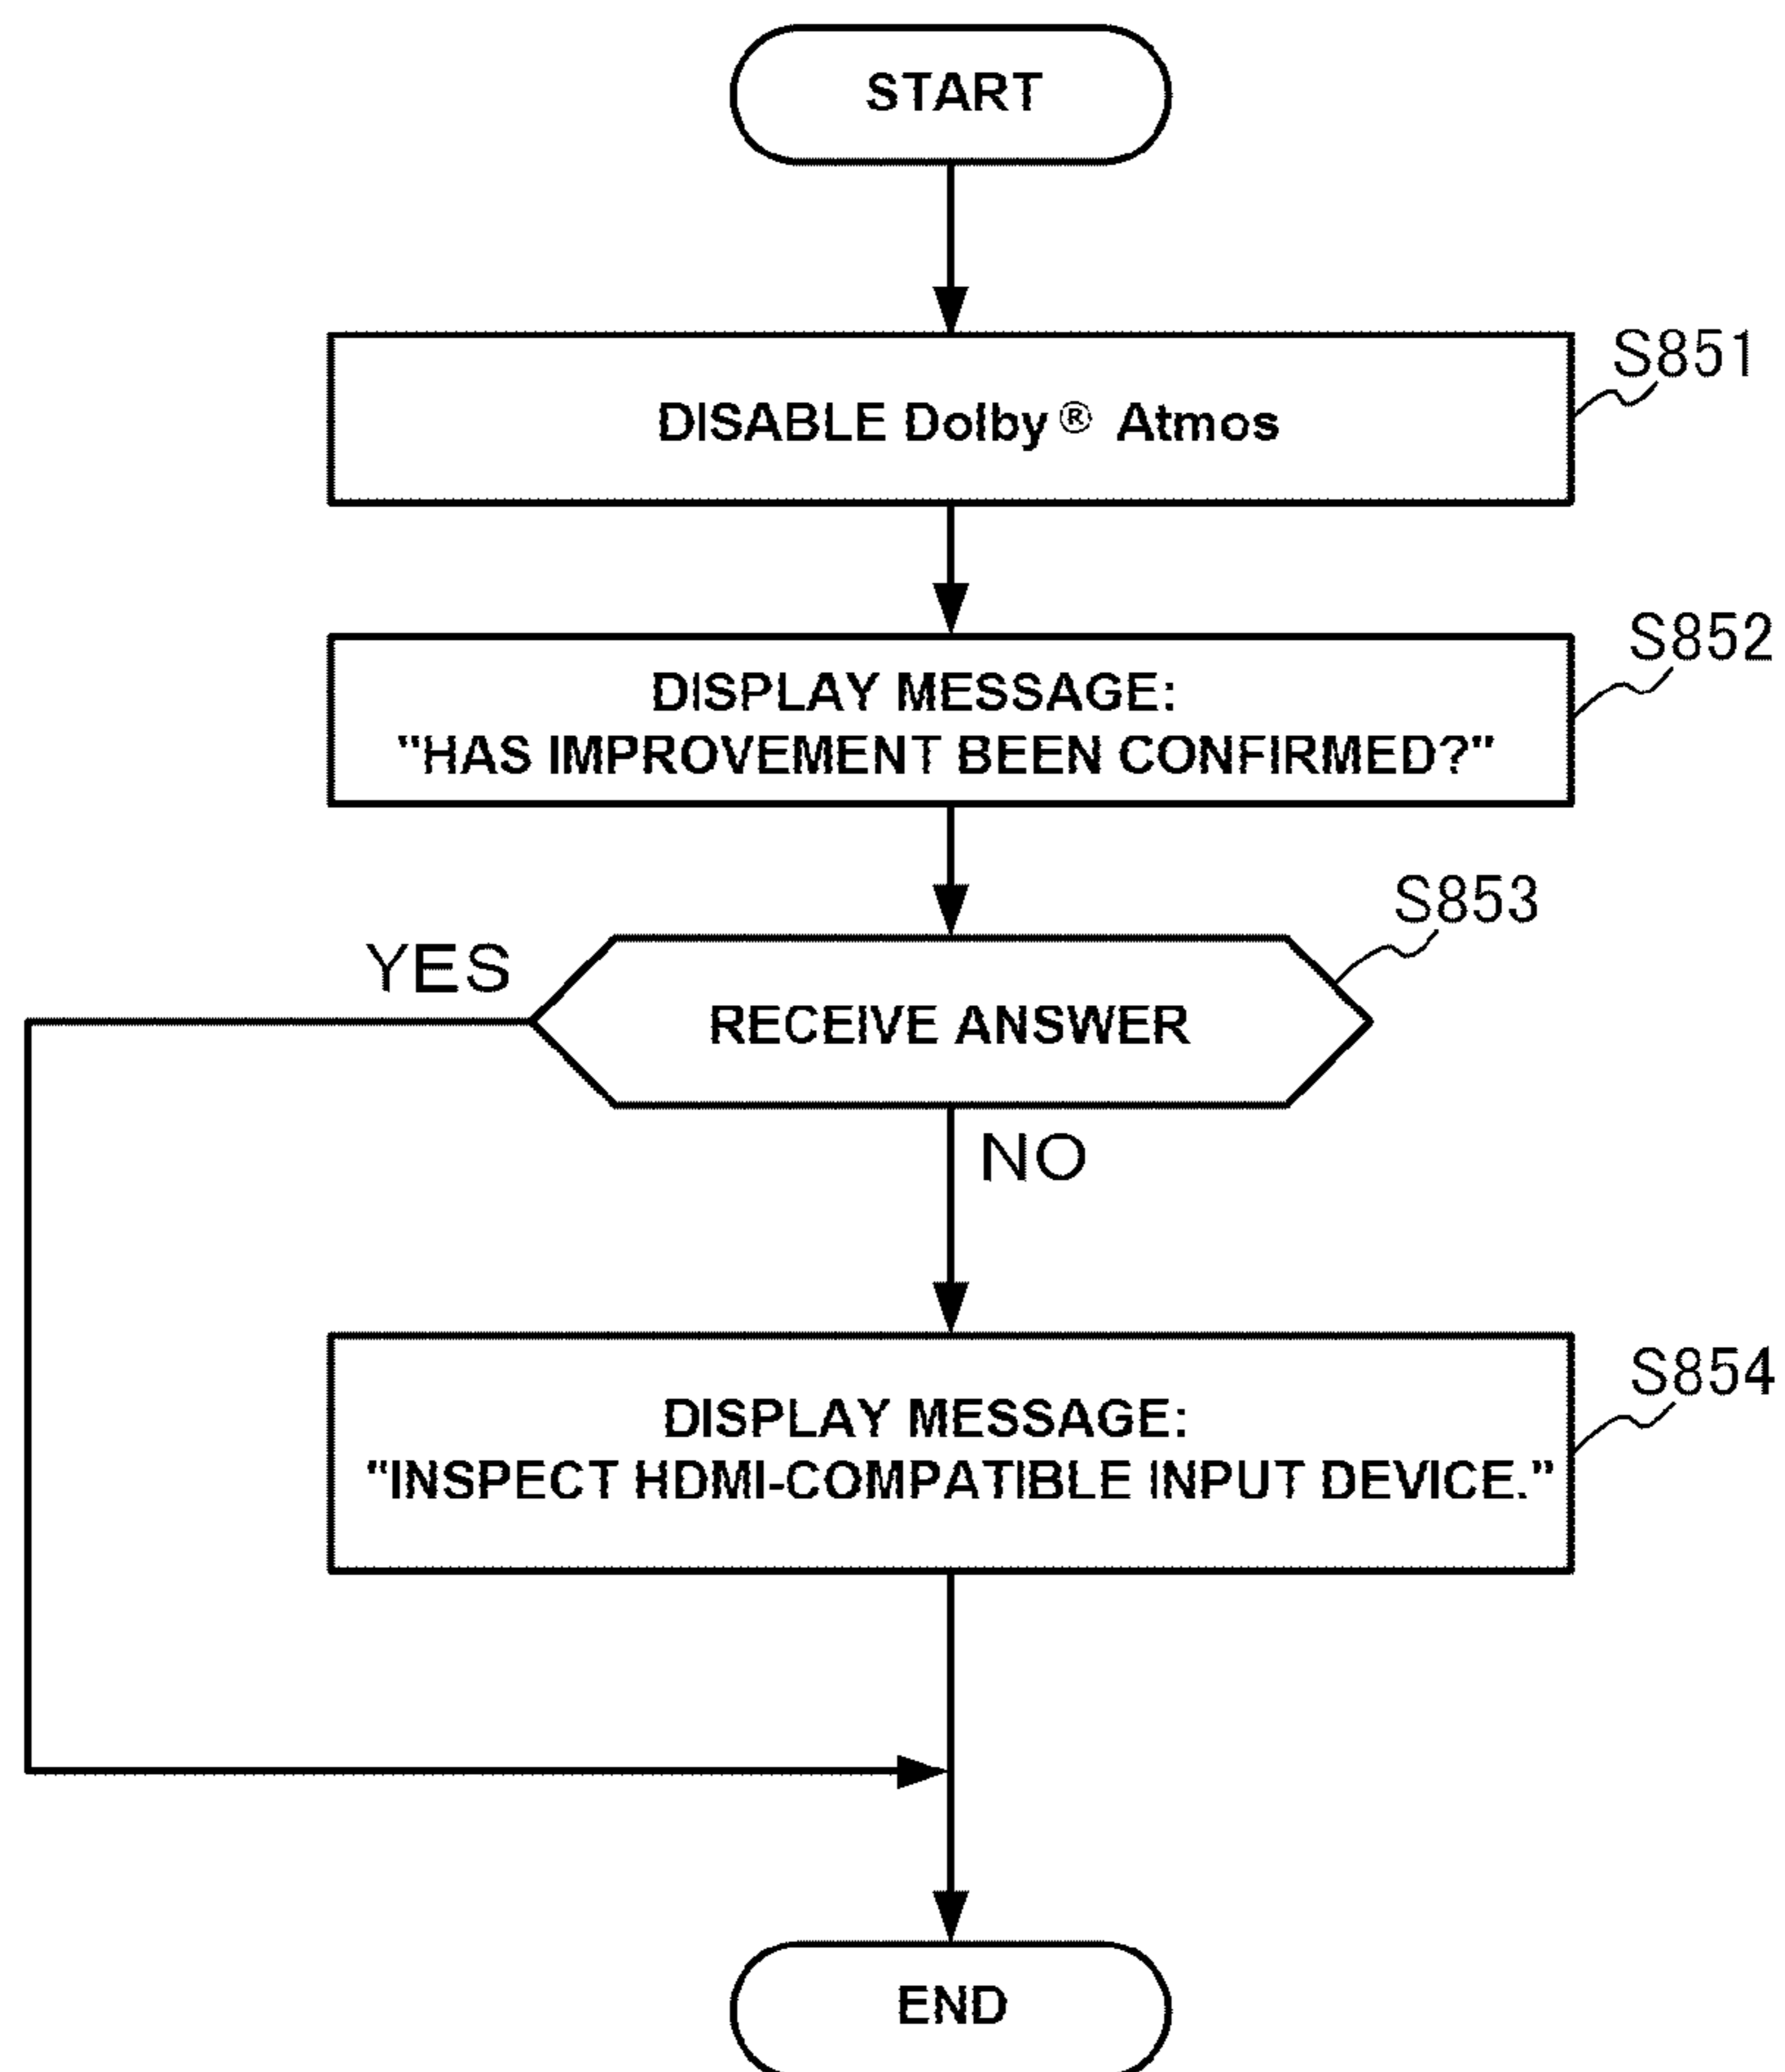 START
S851
DISABLE Dolby® Atmos
S852
DISPLAY MESSAGE:
"HAS IMPROVEMENT BEEN CONFIRMED?"
S853
YES
RECEIVE ANSWER
NO
S854
DISPLAY MESSAGE:
"INSPECT HDMI-COMPATIBLE INPUT DEVICE."
END